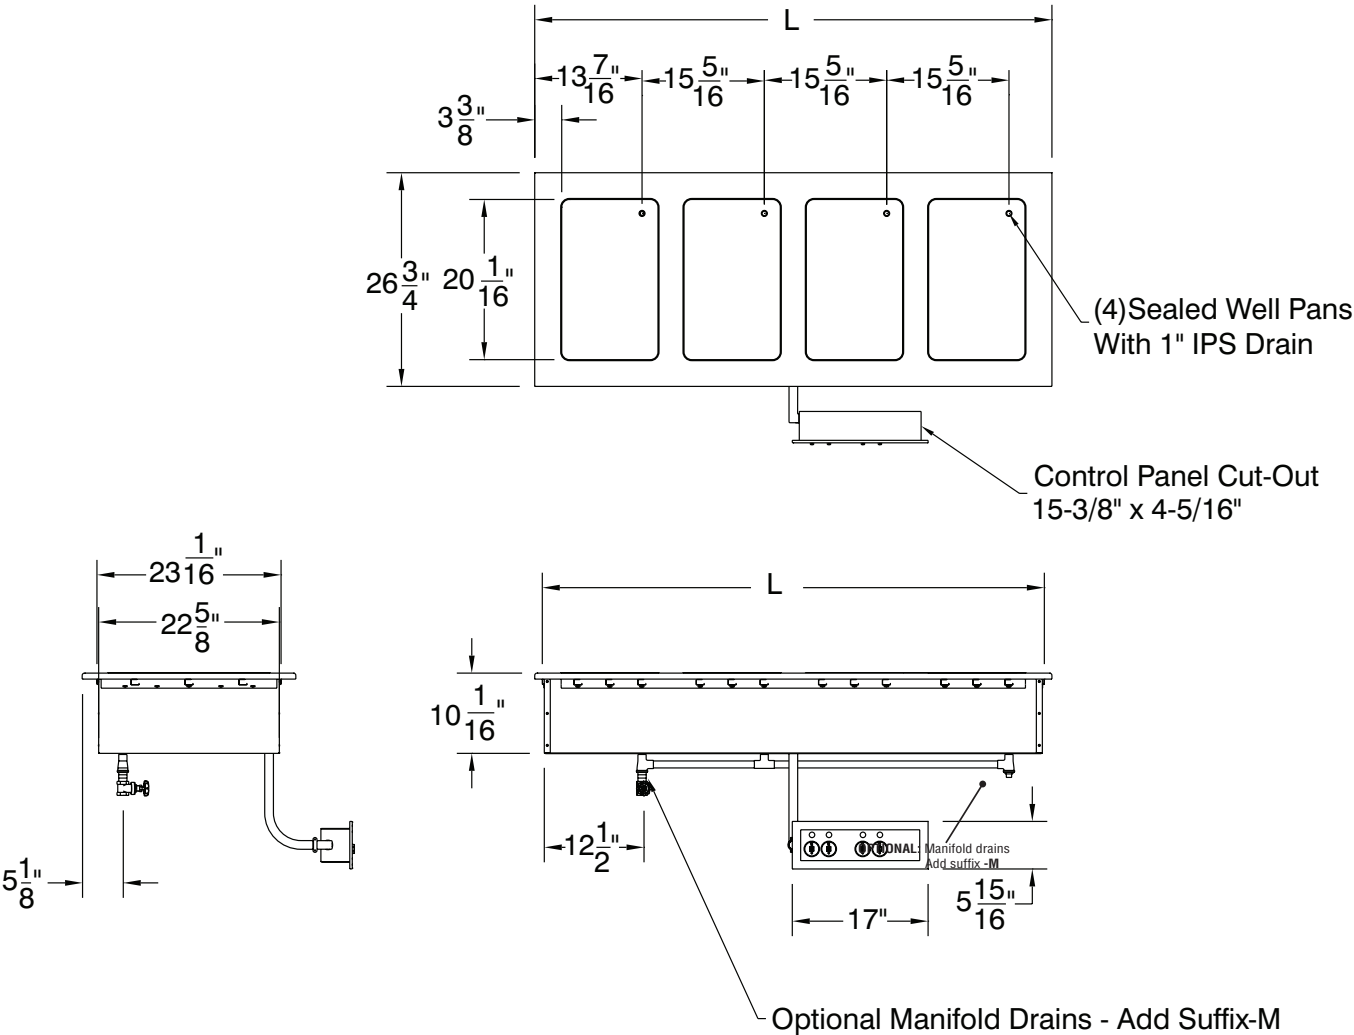 L
13 7/16"
15 5/16"
15 5/16"
15 5/16"
3 3/8"
26 3/4"
20 1/16"
(4)Sealed Well Pans
With 1" IPS Drain
Control Panel Cut-Out
15-3/8" x 4-5/16"
23 1/16"
22 5/8"
L
10 1/16"
12 1/2"
OPTIONAL: Manifold drains
Add suffix -M
5 1/8"
17"
5 15/16"
Optional Manifold Drains - Add Suffix-M